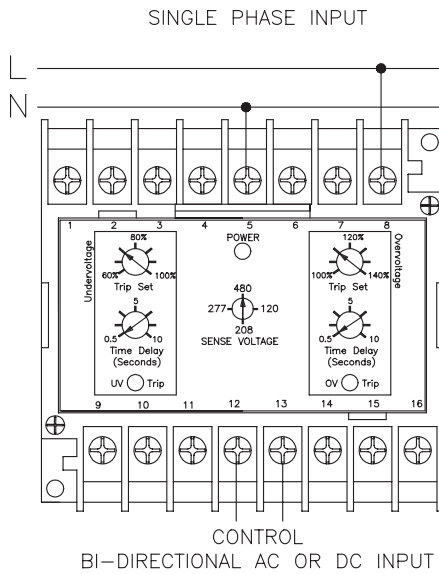 SINGLE PHASE INPUT
L
N
1 2 3 4 5 6 7 8
Undervoltage
80%
60% 100%
Trip Set
5
0.5 10
Time Delay
(Seconds)
UV Trip
POWER
480
277 120
208
SENSE VOLTAGE
Overvoltage
120%
100% 140%
Trip Set
5
0.5 10
Time Delay
(Seconds)
OV Trip
9 10 11 12 13 14 15 16
CONTROL
BI-DIRECTIONAL AC OR DC INPUT